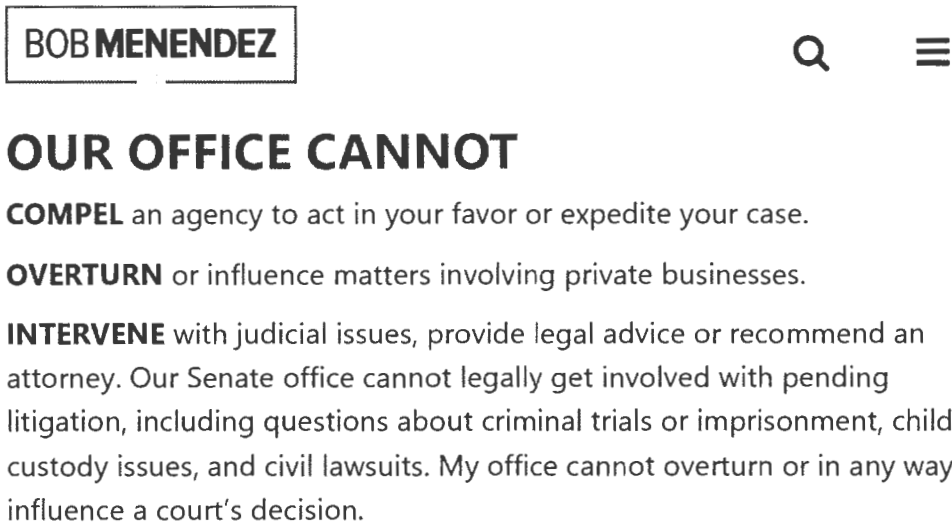 BOB MENENDEZ
OUR OFFICE CANNOT
COMPEL an agency to act in your favor or expedite your case.
OVERTURN or influence matters involving private businesses.
INTERVENE with judicial issues, provide legal advice or recommend an
attorney. Our Senate office cannot legally get involved with pending
litigation, including questions about criminal trials or imprisonment, child
custody issues, and civil lawsuits. My office cannot overturn or in any way
influence a court's decision.